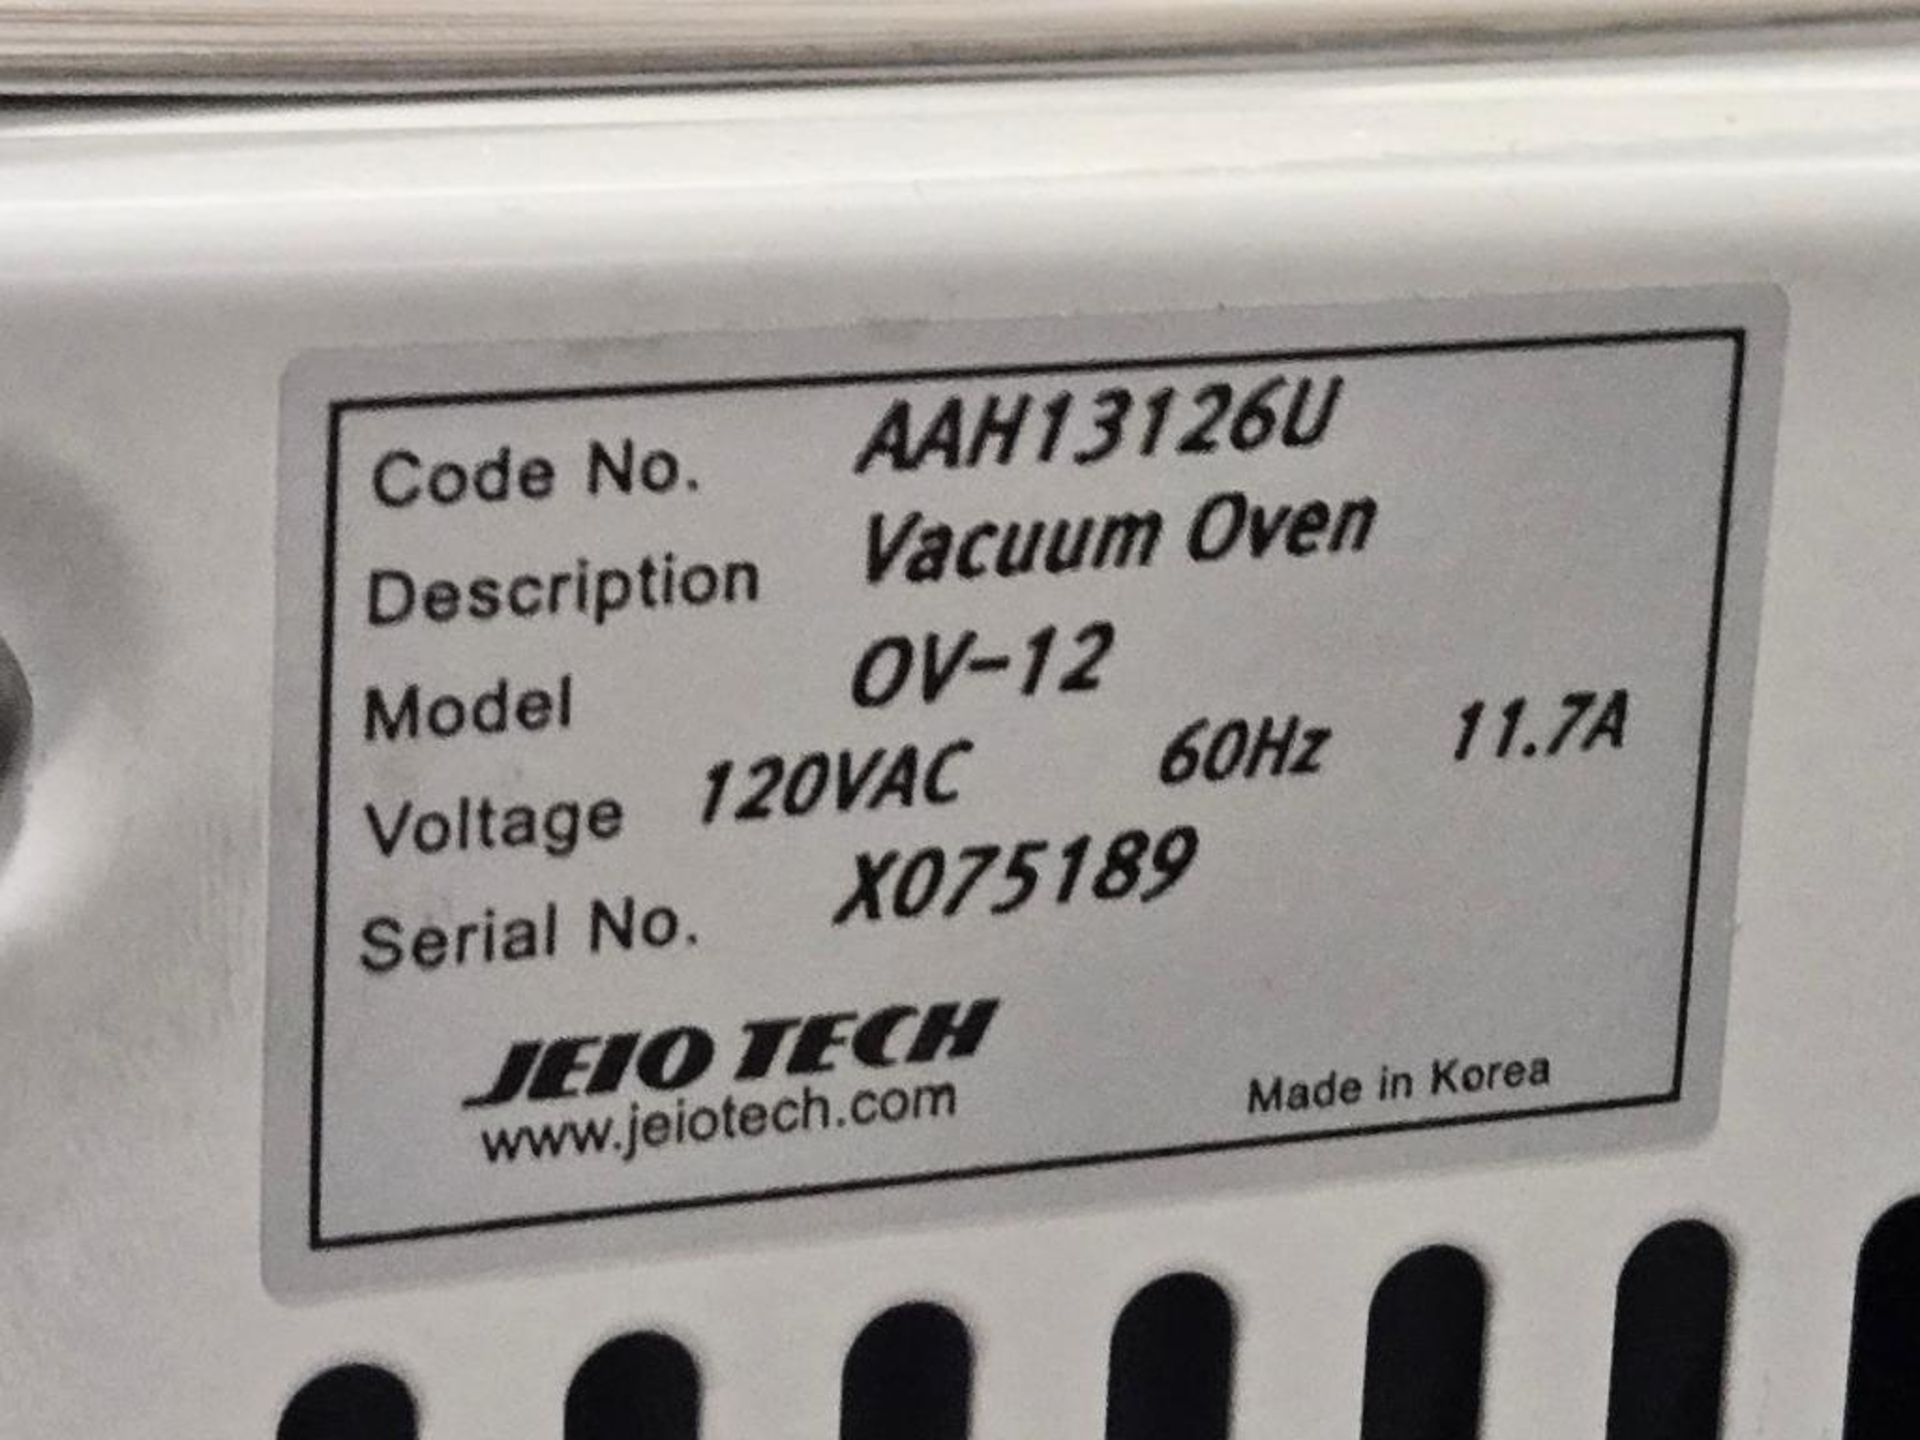 Code No. AAH13126U
Description Vacuum Oven
Model OV-12
Voltage 120VAC 60Hz 11.7A
Serial No. X075189
JEIO TECH
www.jeiotech.com Made in Korea